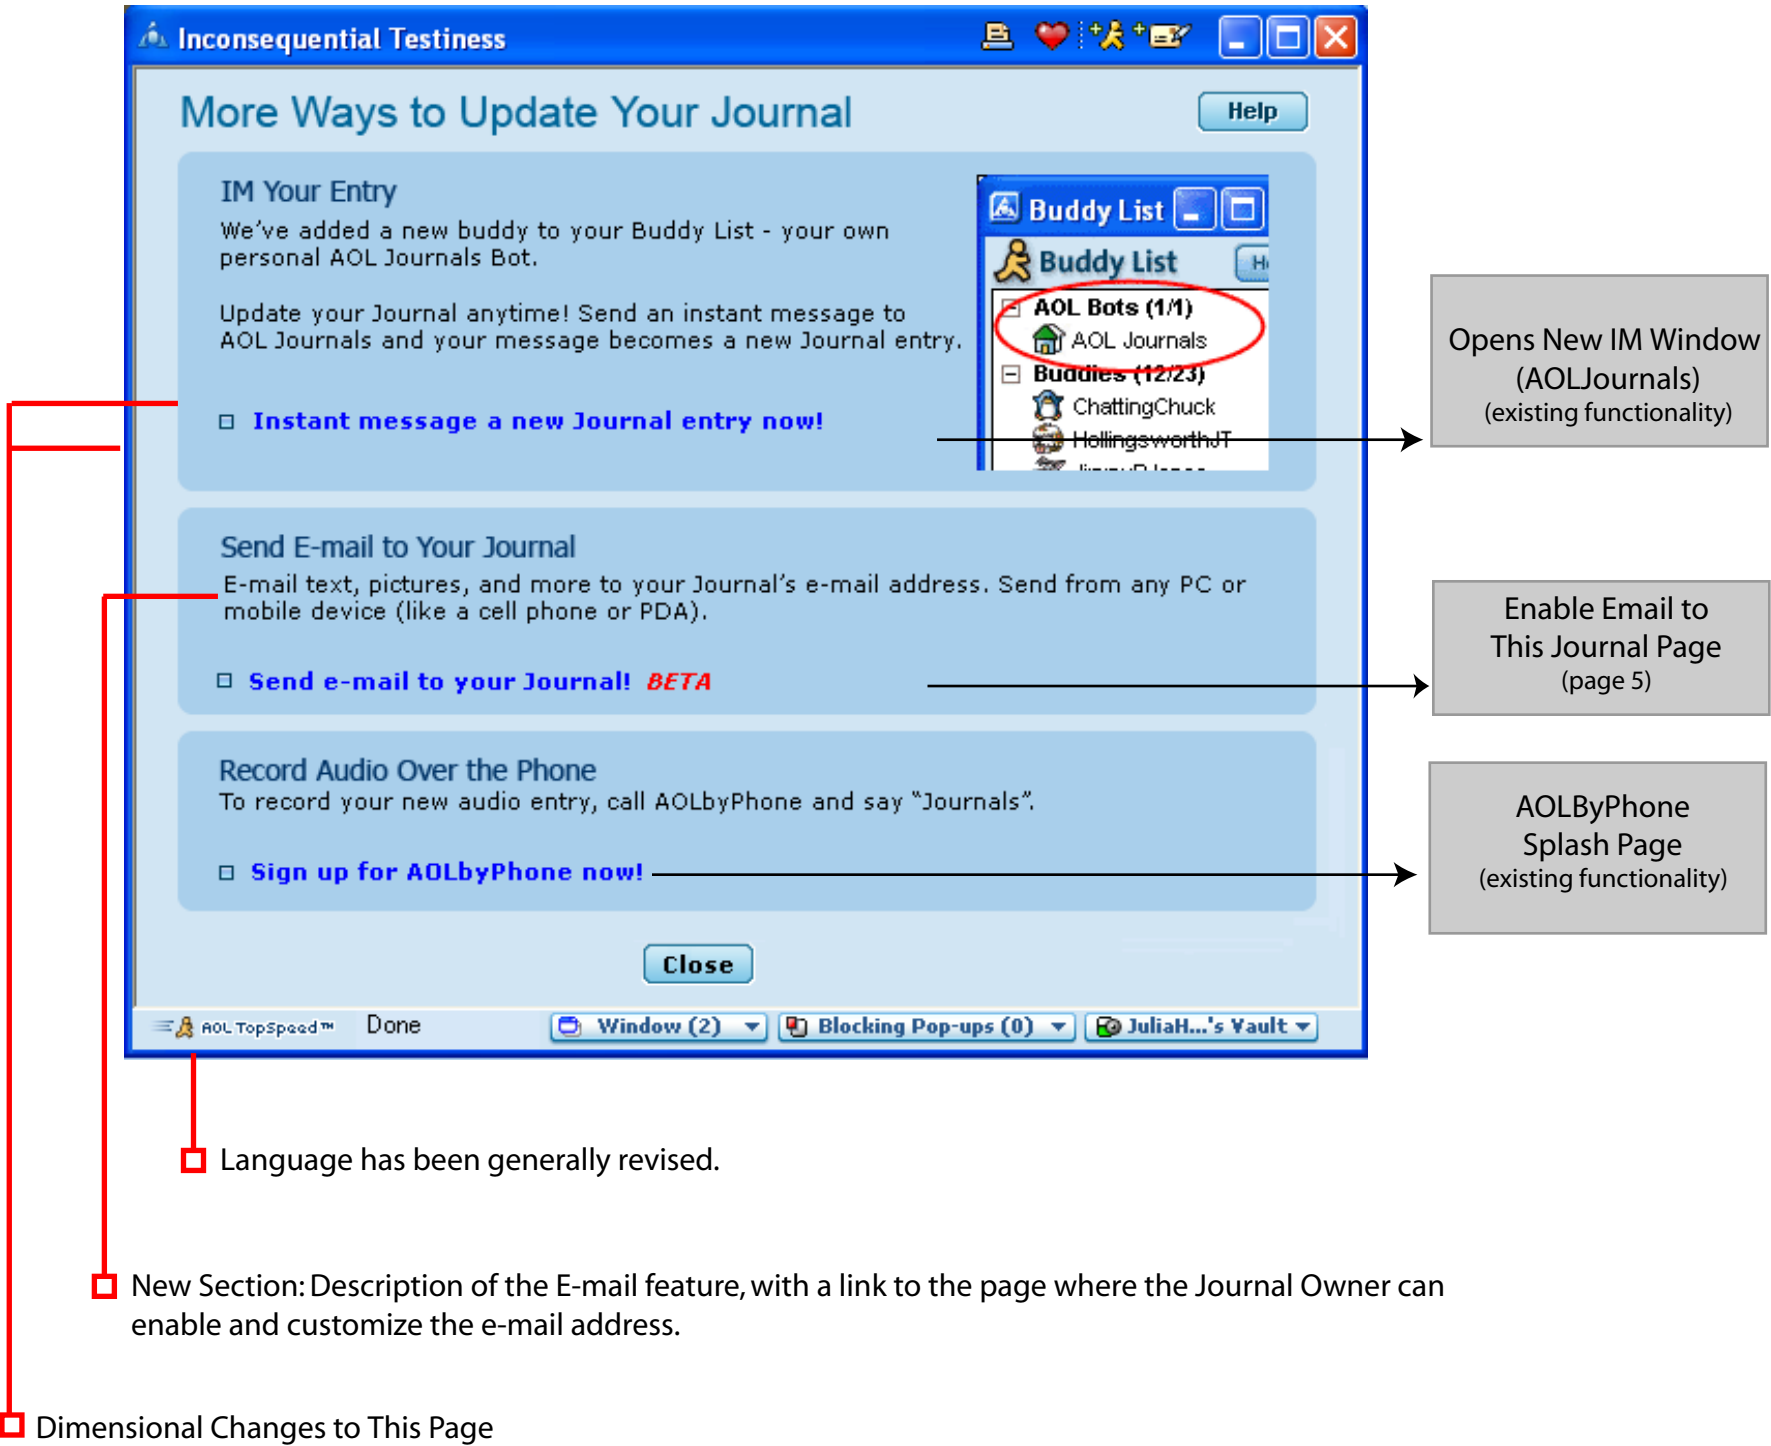 Inconsequential Testiness
More Ways to Update Your Journal
Help
IM Your Entry
We've added a new buddy to your Buddy List - your own
personal AOL Journals Bot.
Update your Journal anytime! Send an instant message to
AOL Journals and your message becomes a new Journal entry.
Instant message a new Journal entry now!
Buddy List
Buddy List
AOL Bots (1/1)
AOL Journals
Buddies (12/23)
ChattingChuck
HollingsworthJT
Opens New IM Window
(AOLJournals)
(existing functionality)
Send E-mail to Your Journal
E-mail text, pictures, and more to your Journal's e-mail address. Send from any PC or
mobile device (like a cell phone or PDA).
Send e-mail to your Journal! BETA
Enable Email to
This Journal Page
(page 5)
Record Audio Over the Phone
To record your new audio entry, call AOLbyPhone and say “Journals”.
Sign up for AOLbyPhone now!
AOLByPhone
Splash Page
(existing functionality)
Close
AOL TopSpeed™ Done Window (2) Blocking Pop-ups (0) JuliaH...'s Vault
Language has been generally revised.
New Section: Description of the E-mail feature, with a link to the page where the Journal Owner can
enable and customize the e-mail address.
Dimensional Changes to This Page